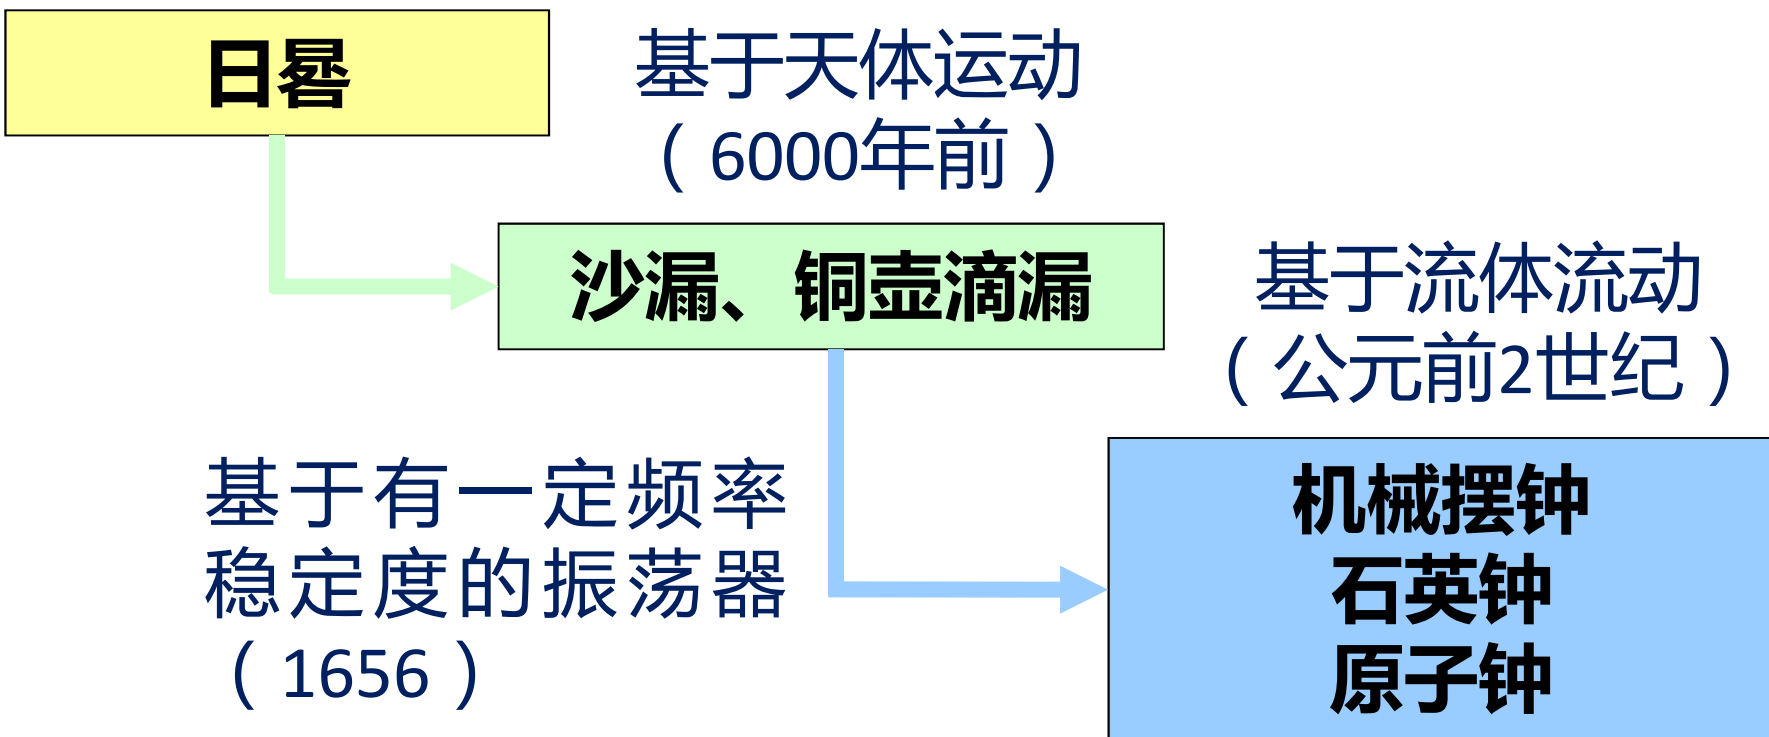 日晷
基于天体运动
（6000年前）
沙漏、铜壶滴漏
基于流体流动
（公元前2世纪）
基于有一定频率
稳定度的振荡器
（1656）
机械摆钟
石英钟
原子钟